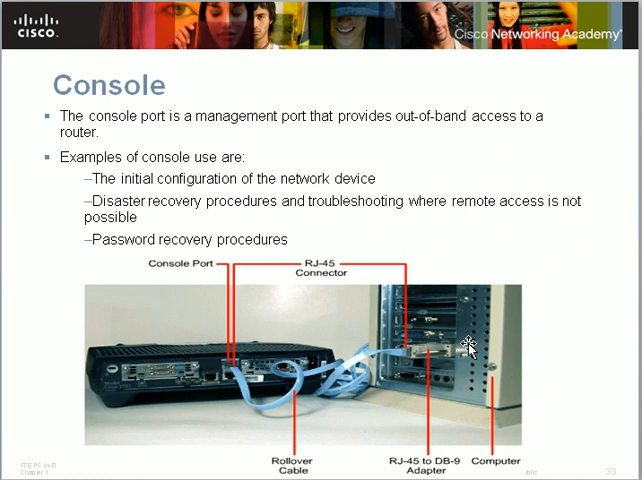 CISCO
Cisco Networking Academy
Console
The console port is a management port that provides out-of-band access to a
router.
Examples of console use are:
–The initial configuration of the network device
–Disaster recovery procedures and troubleshooting where remote access is not
possible
–Password recovery procedures
Console Port
RJ-45
Connector
Rollover
Cable
RJ-45 to DB-9
Adapter
Computer
Chapter 1
33